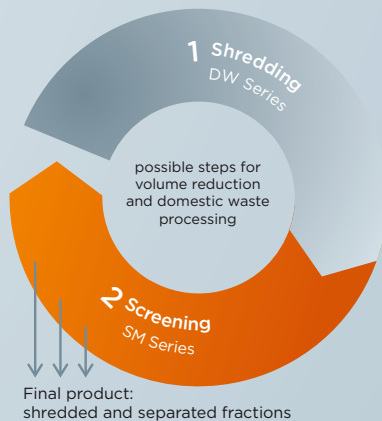 1 Shredding
DW Series
possible steps for
volume reduction
and domestic waste
processing
2 Screening
SM Series
Final product:
shredded and separated fractions